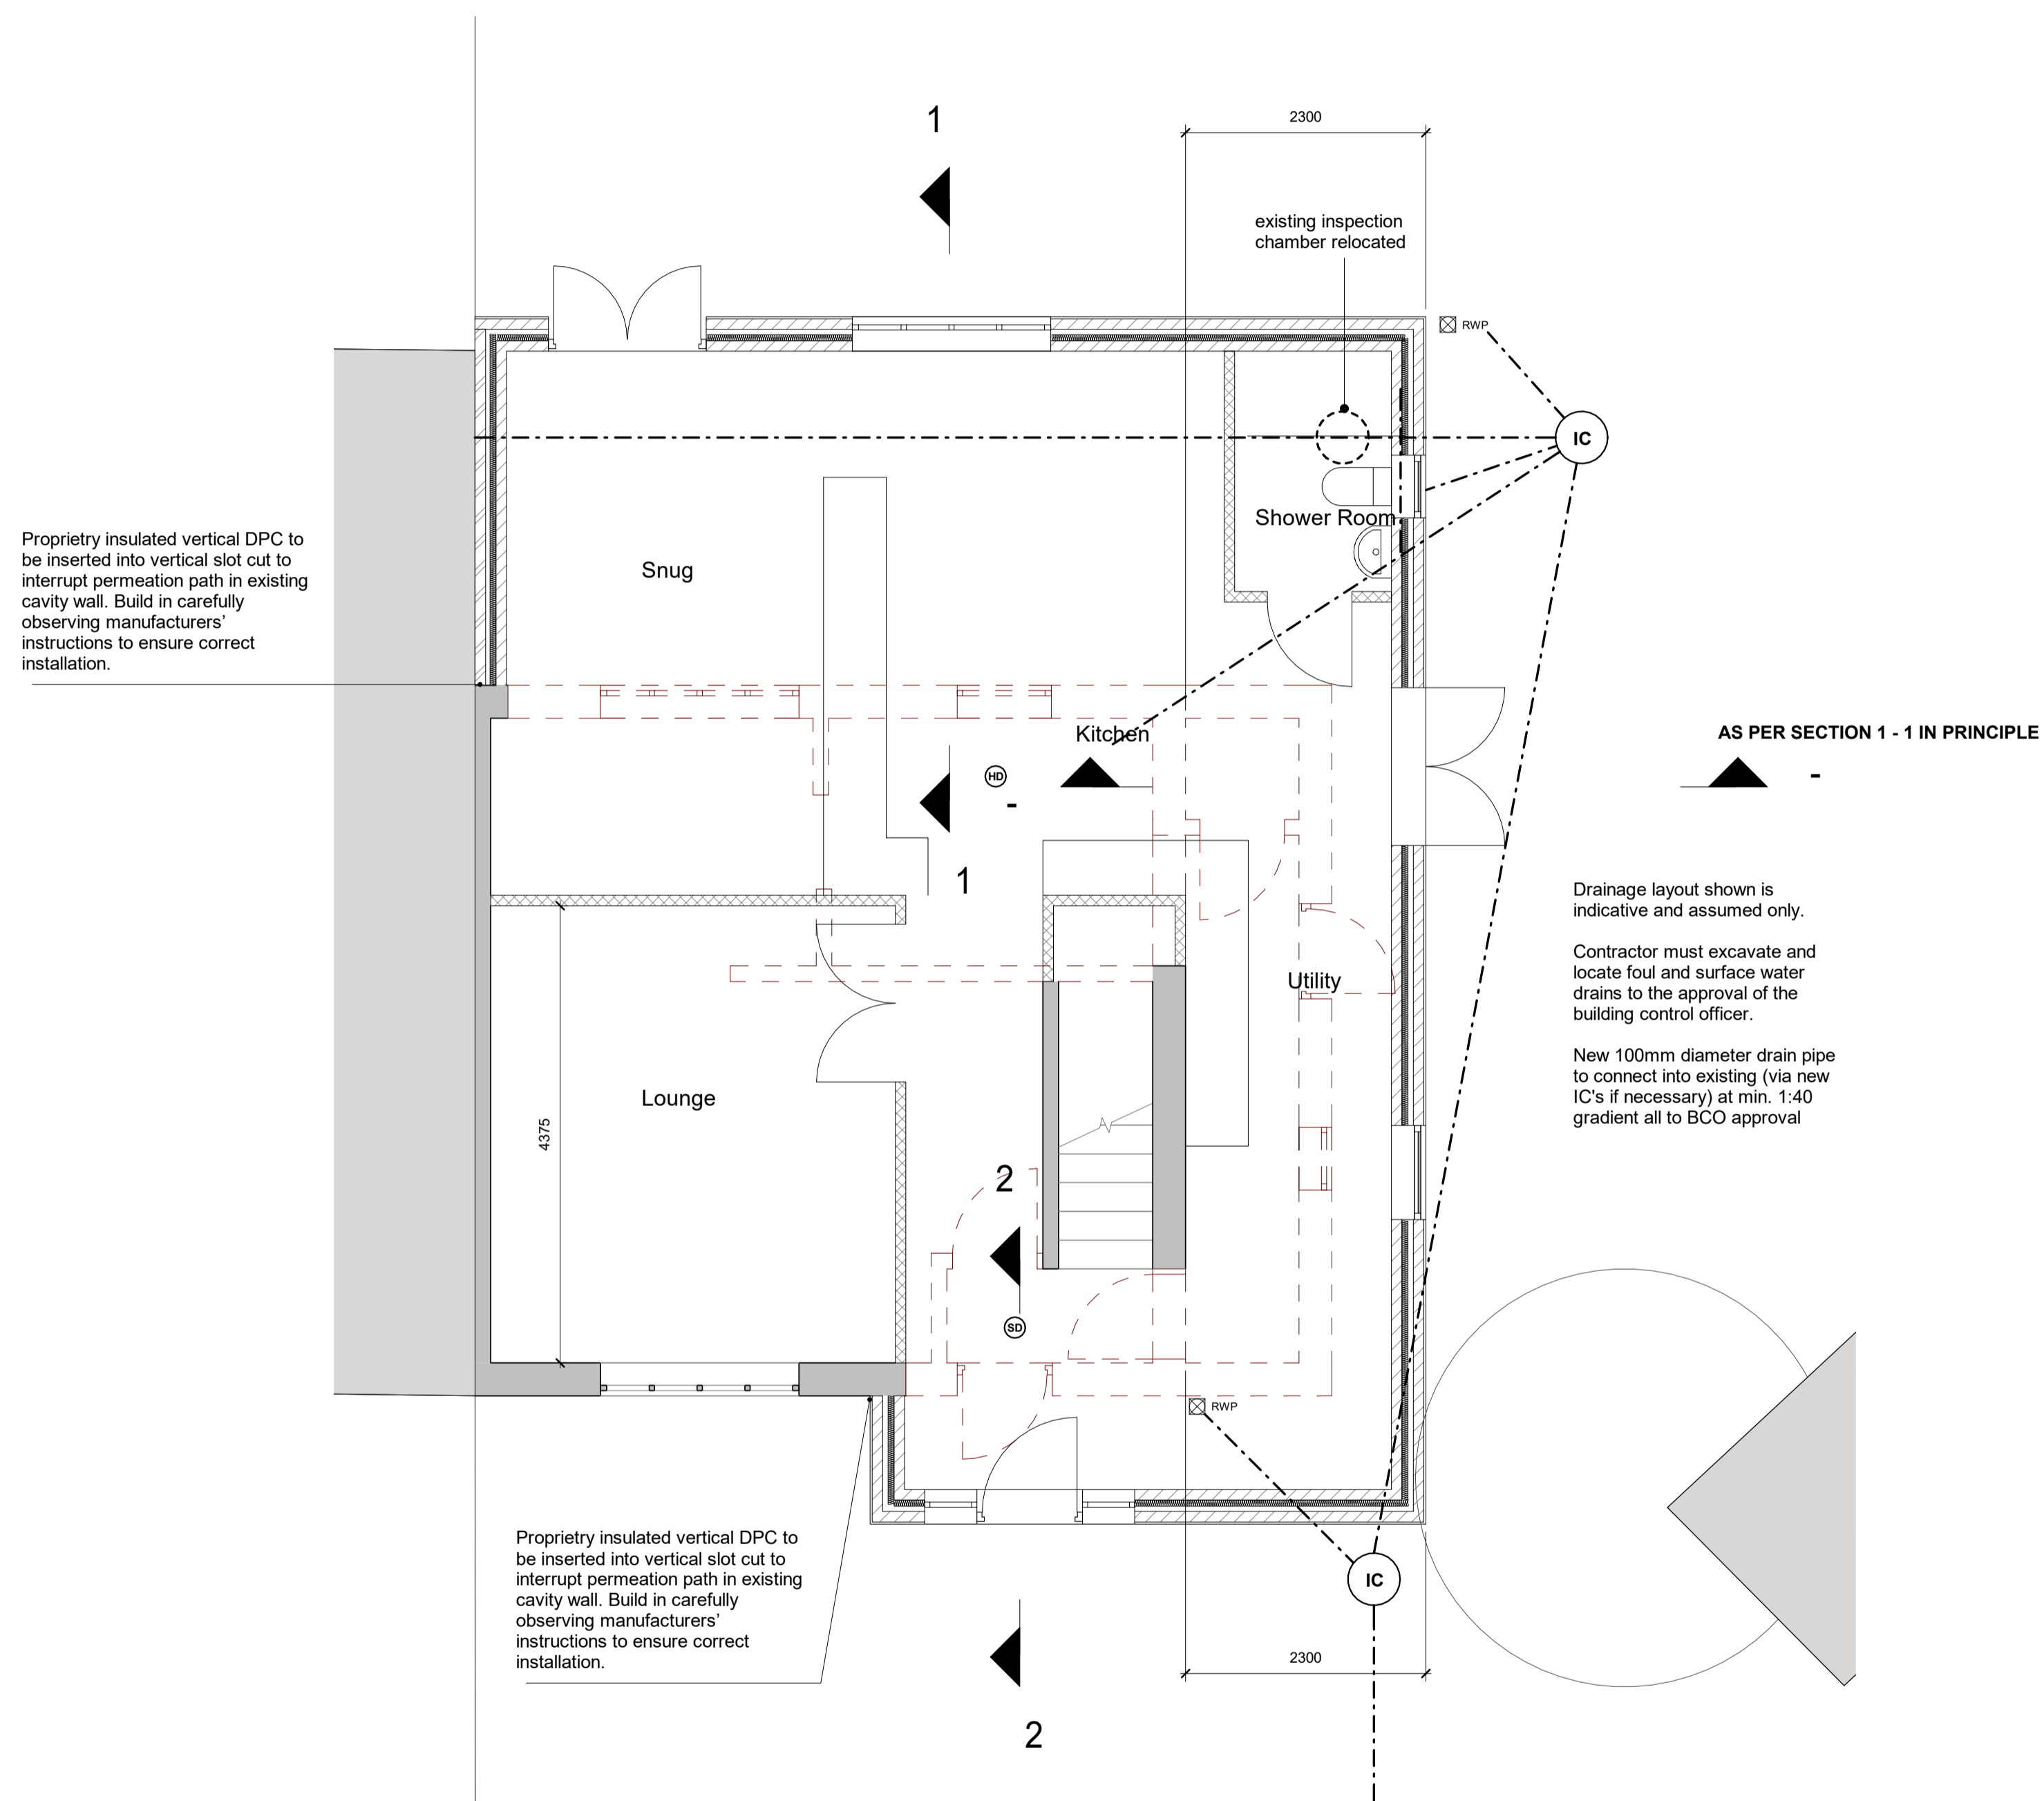 1
2300
existing inspection
chamber relocated
RWP
IC
Proprietry insulated vertical DPC to
be inserted into vertical slot cut to
interrupt permeation path in existing
cavity wall. Build in carefully
observing manufacturers’
instructions to ensure correct
installation.
Shower Room
Snug
Kitchen
AS PER SECTION 1 - 1 IN PRINCIPLE
HD
-
-
1
Drainage layout shown is
indicative and assumed only.
Contractor must excavate and
locate foul and surface water
drains to the approval of the
building control officer.
New 100mm diameter drain pipe
to connect into existing (via new
IC's if necessary) at min. 1:40
gradient all to BCO approval
Utility
Lounge
4375
2
SD
RWP
Proprietry insulated vertical DPC to
be inserted into vertical slot cut to
interrupt permeation path in existing
cavity wall. Build in carefully
observing manufacturers’
instructions to ensure correct
installation.
IC
2300
2